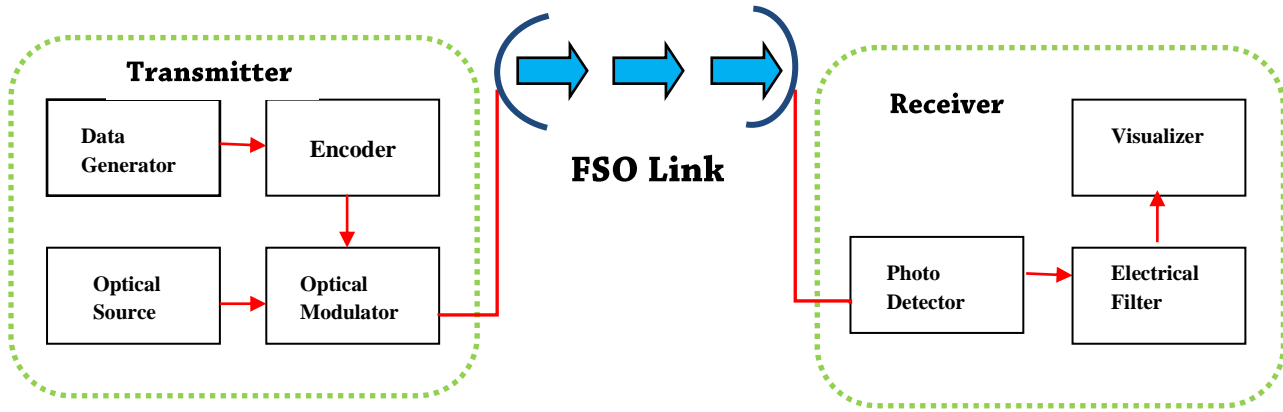 Transmitter
Data
Generator
Encoder
Optical
Source
Optical
Modulator
FSO Link
Receiver
Visualizer
Photo
Detector
Electrical
Filter